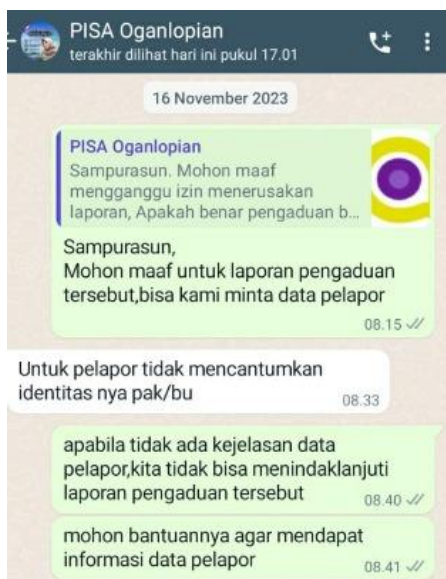 PISA Oganlopian
terakhir dilihat hari ini pukul 17.01
16 November 2023
PISA Oganlopian
Sampurasun. Mohon maaf
mengganggu izin menerusakan
laporan, Apakah benar pengaduan b...
Sampurasun,
Mohon maaf untuk laporan pengaduan
tersebut,bisa kami minta data pelapor
08.15
Untuk pelapor tidak mencantumkan
identitas nya pak/bu
08.33
apabila tidak ada kejelasan data
pelapor,kita tidak bisa menindaklanjuti
laporan pengaduan tersebut
08.40
mohon bantuannya agar mendapat
informasi data pelapor
08.41